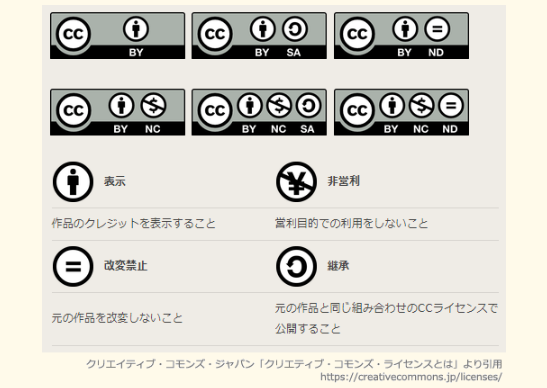 cc BY
cc BY SA
cc BY ND
cc BY NC
cc BY NC SA
cc BY NC ND
表示
非営利
作品のクレジットを表示すること
営利目的での利用をしないこと
改変禁止
継承
元の作品を改変しないこと
元の作品と同じ組み合わせのCCライセンスで
公開すること
クリエイティブ・コモンズ・ジャパン「クリエティブ・コモンズ・ライセンスとは」より引用
https://creativecommons.jp/licenses/